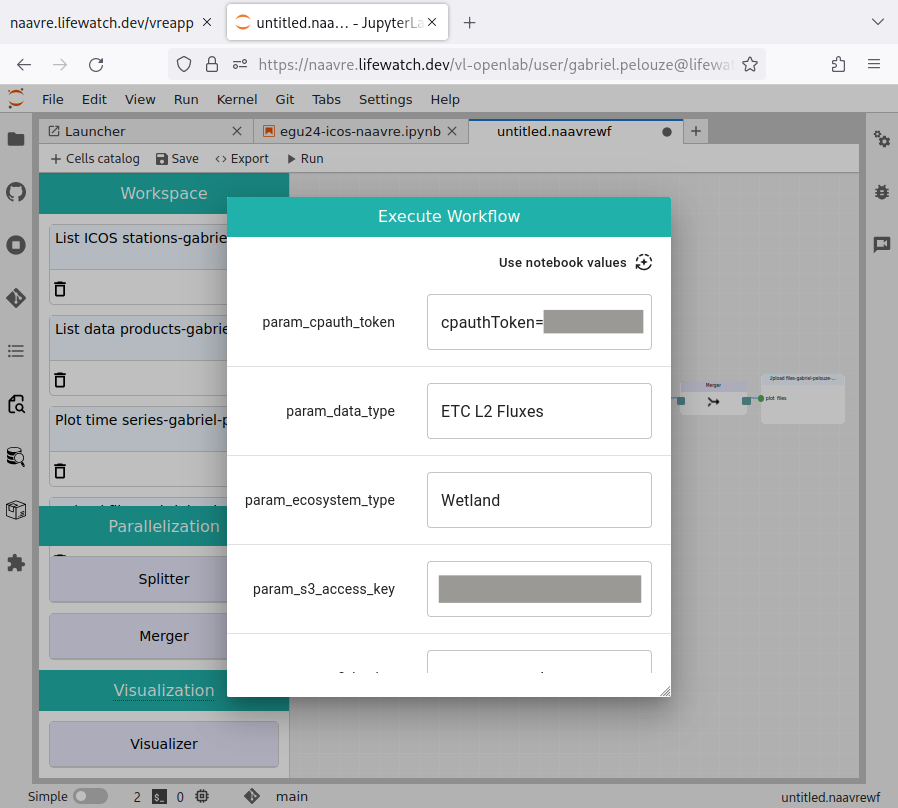 naavre.lifewatch.dev/vreapp
untitled.naa… - JupyterLa
https://naavre.lifewatch.dev/vl-openlab/user/gabriel.pelouze@lifewat
File Edit View Run Kernel Git Tabs Settings Help
Launcher
egu24-icos-naavre.ipynb
untitled.naavrewf
+ Cells catalog
Save
Export
Run
Workspace
List ICOS stations-gabrie
List data products-gabrie
Plot time series-gabriel-p
Parallelization
Splitter
Merger
Visualization
Visualizer
Execute Workflow
Use notebook values
param_cpauth_token
cpauthToken=
param_data_type
ETC L2 Fluxes
param_ecosystem_type
Wetland
param_s3_access_key
Merger
Upload files-gabriel-pelouze-...
plot_files
Simple
2
0
main
untitled.naavrewf